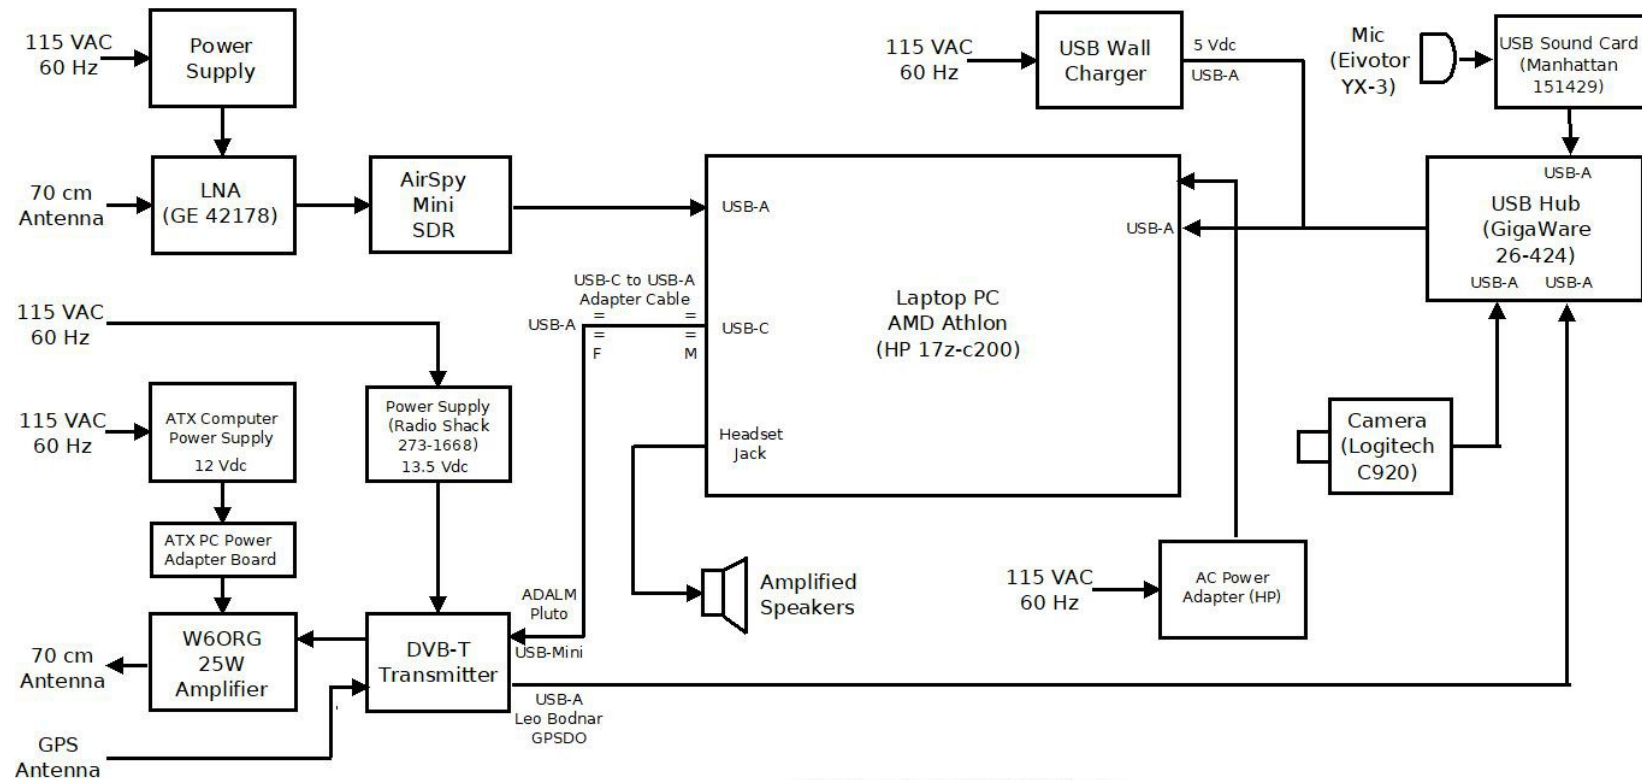 115 VAC
60 Hz
Power
Supply
115 VAC
60 Hz
USB Wall
Charger
5 Vdc
USB-A
Mic
(Eivotor
YX-3)
USB Sound Card
(Manhattan
151429)
70 cm
Antenna
LNA
(GE 42178)
AirSpy
Mini
SDR
USB-A
USB-A
USB-A
USB Hub
(GigaWare
26-424)
USB-A
USB-A
USB-C to USB-A
Adapter Cable
USB-A
=
=
F
=
=
M
USB-C
Laptop PC
AMD Athlon
(HP 17z-c200)
115 VAC
60 Hz
115 VAC
60 Hz
ATX Computer
Power Supply
12 Vdc
Power Supply
(Radio Shack
273-1668)
13.5 Vdc
Headset
Jack
Camera
(Logitech
C920)
ATX PC Power
Adapter Board
Amplified
Speakers
115 VAC
60 Hz
AC Power
Adapter (HP)
ADALM
Pluto
USB-Mini
70 cm
Antenna
W6ORG
25W
Amplifier
DVB-T
Transmitter
USB-A
Leo Bodnar
GPSDO
GPS
Antenna